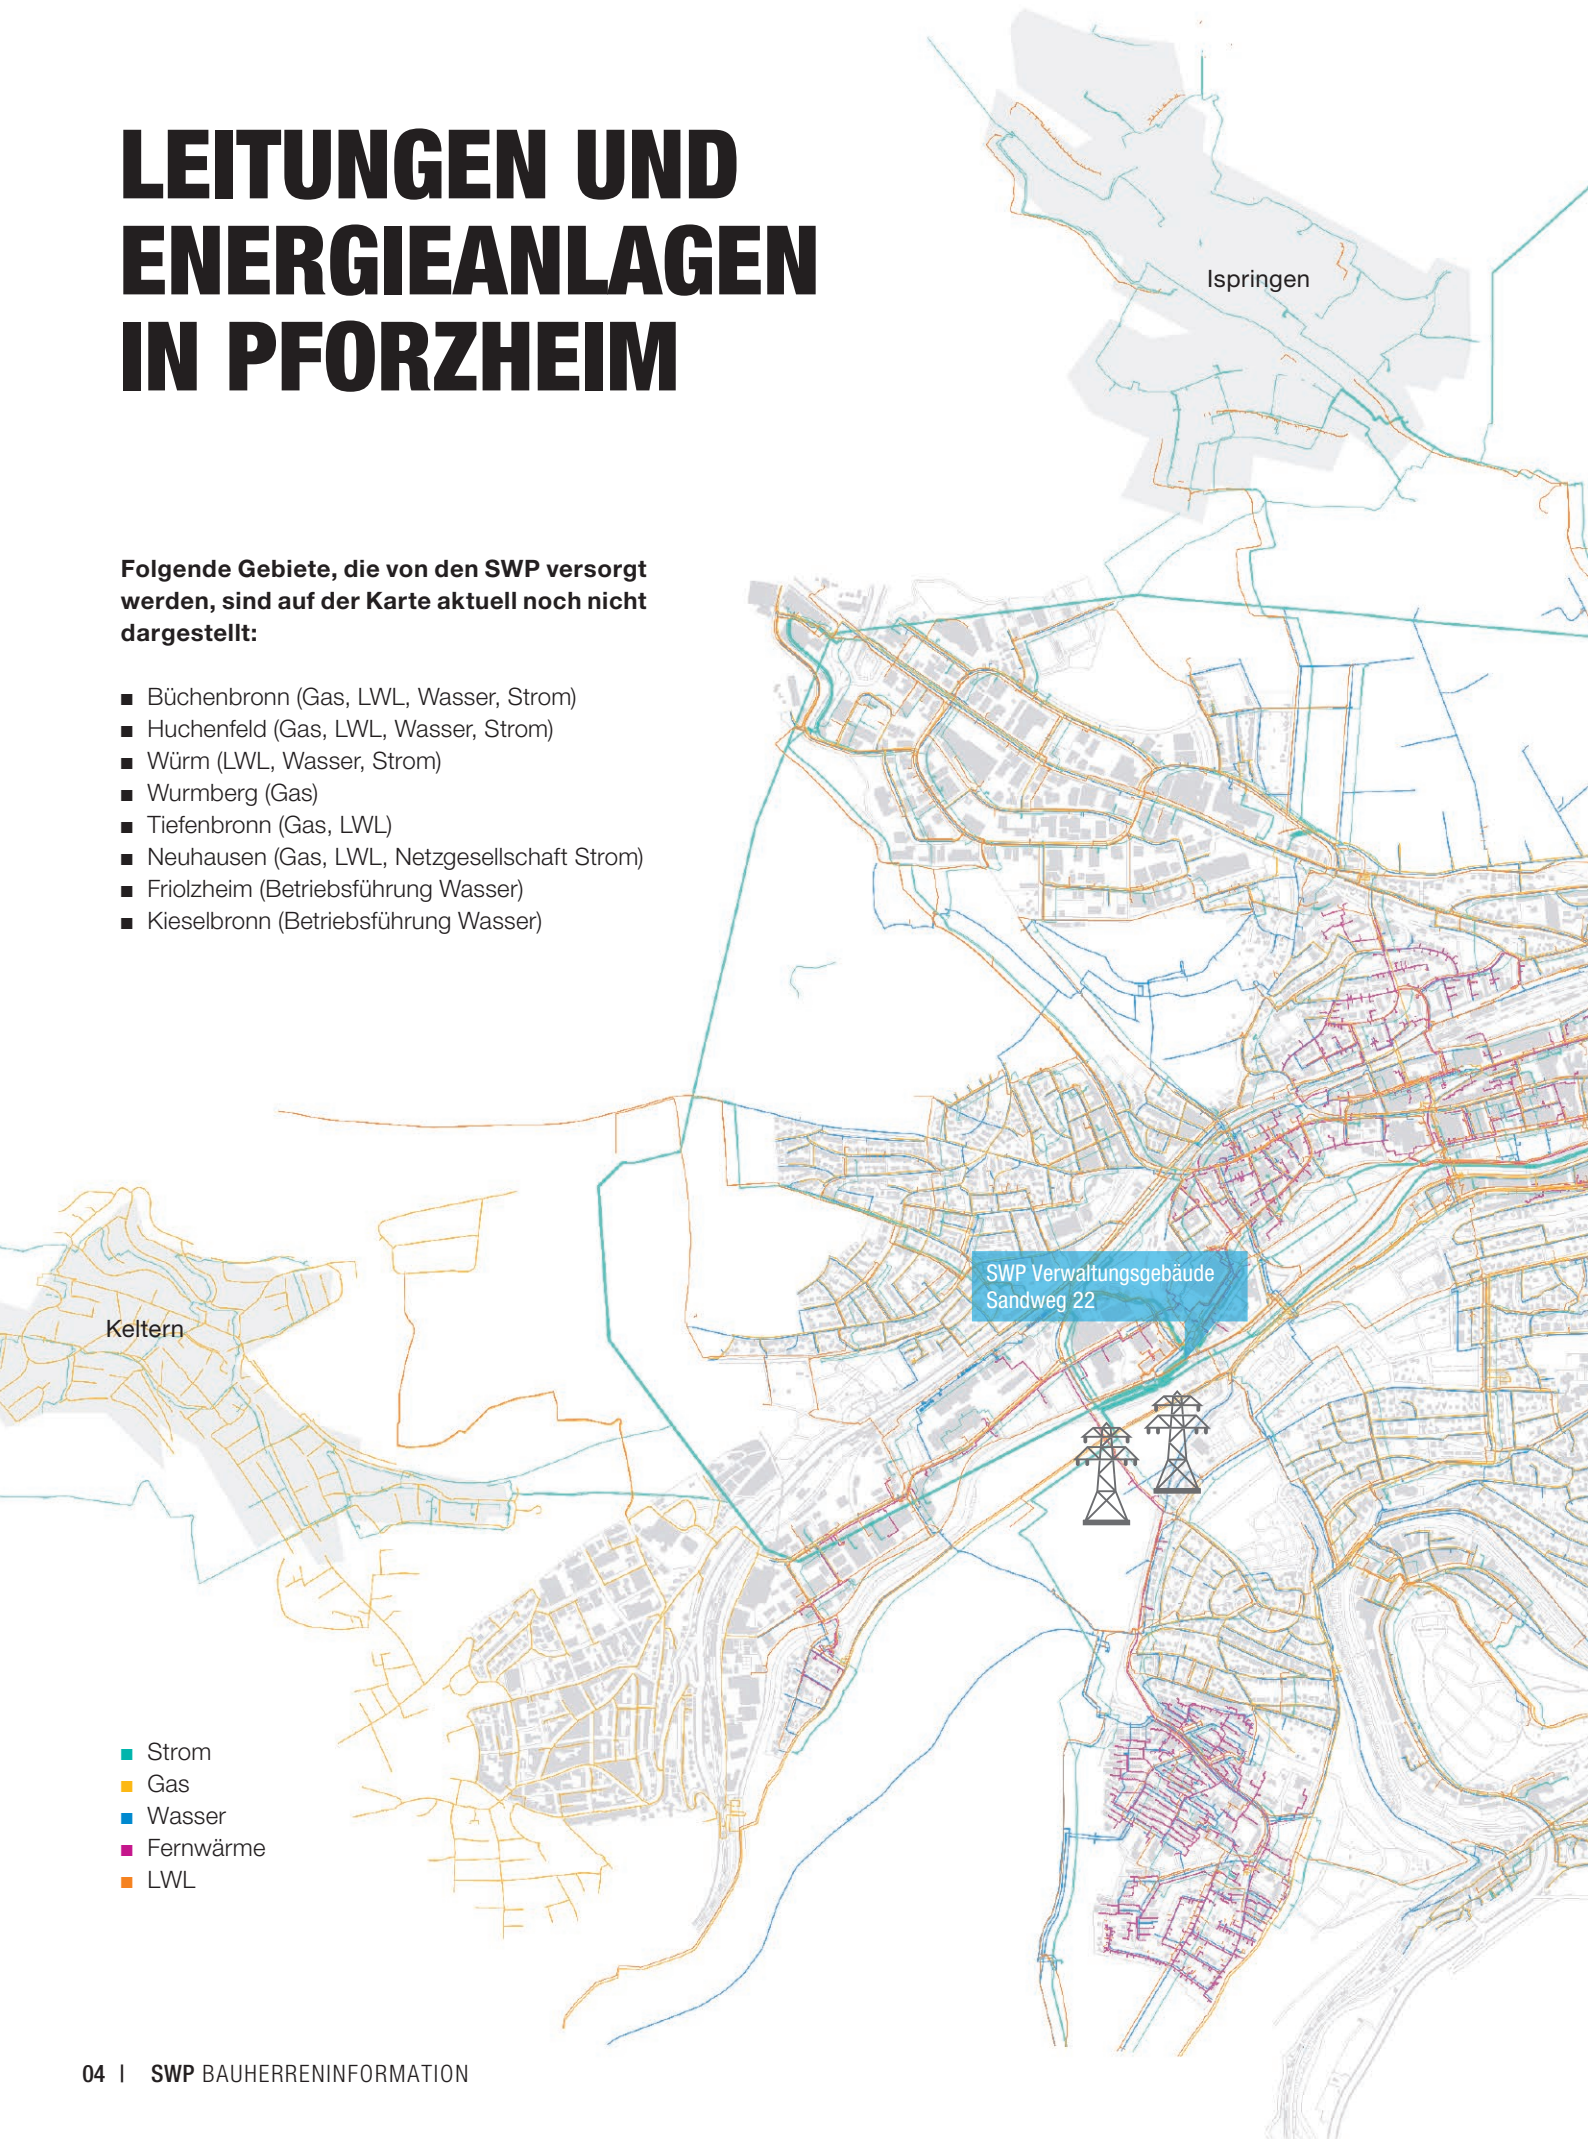 LEITUNGEN UND
ENERGIEANLAGEN
IN PFORZHEIM
Ispringen
Folgende Gebiete, die von den SWP versorgt
werden, sind auf der Karte aktuell noch nicht
dargestellt:
■ Büchenbronn (Gas, LWL, Wasser, Strom)
■ Huchenfeld (Gas, LWL, Wasser, Strom)
■ Würm (LWL, Wasser, Strom)
■ Wurmberg (Gas)
■ Tiefenbronn (Gas, LWL)
■ Neuhausen (Gas, LWL, Netzgesellschaft Strom)
■ Friolzheim (Betriebsführung Wasser)
■ Kieselbronn (Betriebsführung Wasser)
SWP Verwaltungsgebäude
Sandweg 22
Keltern
■ Strom
■ Gas
■ Wasser
■ Fernwärme
■ LWL
04 | SWP BAUHERRENINFORMATION